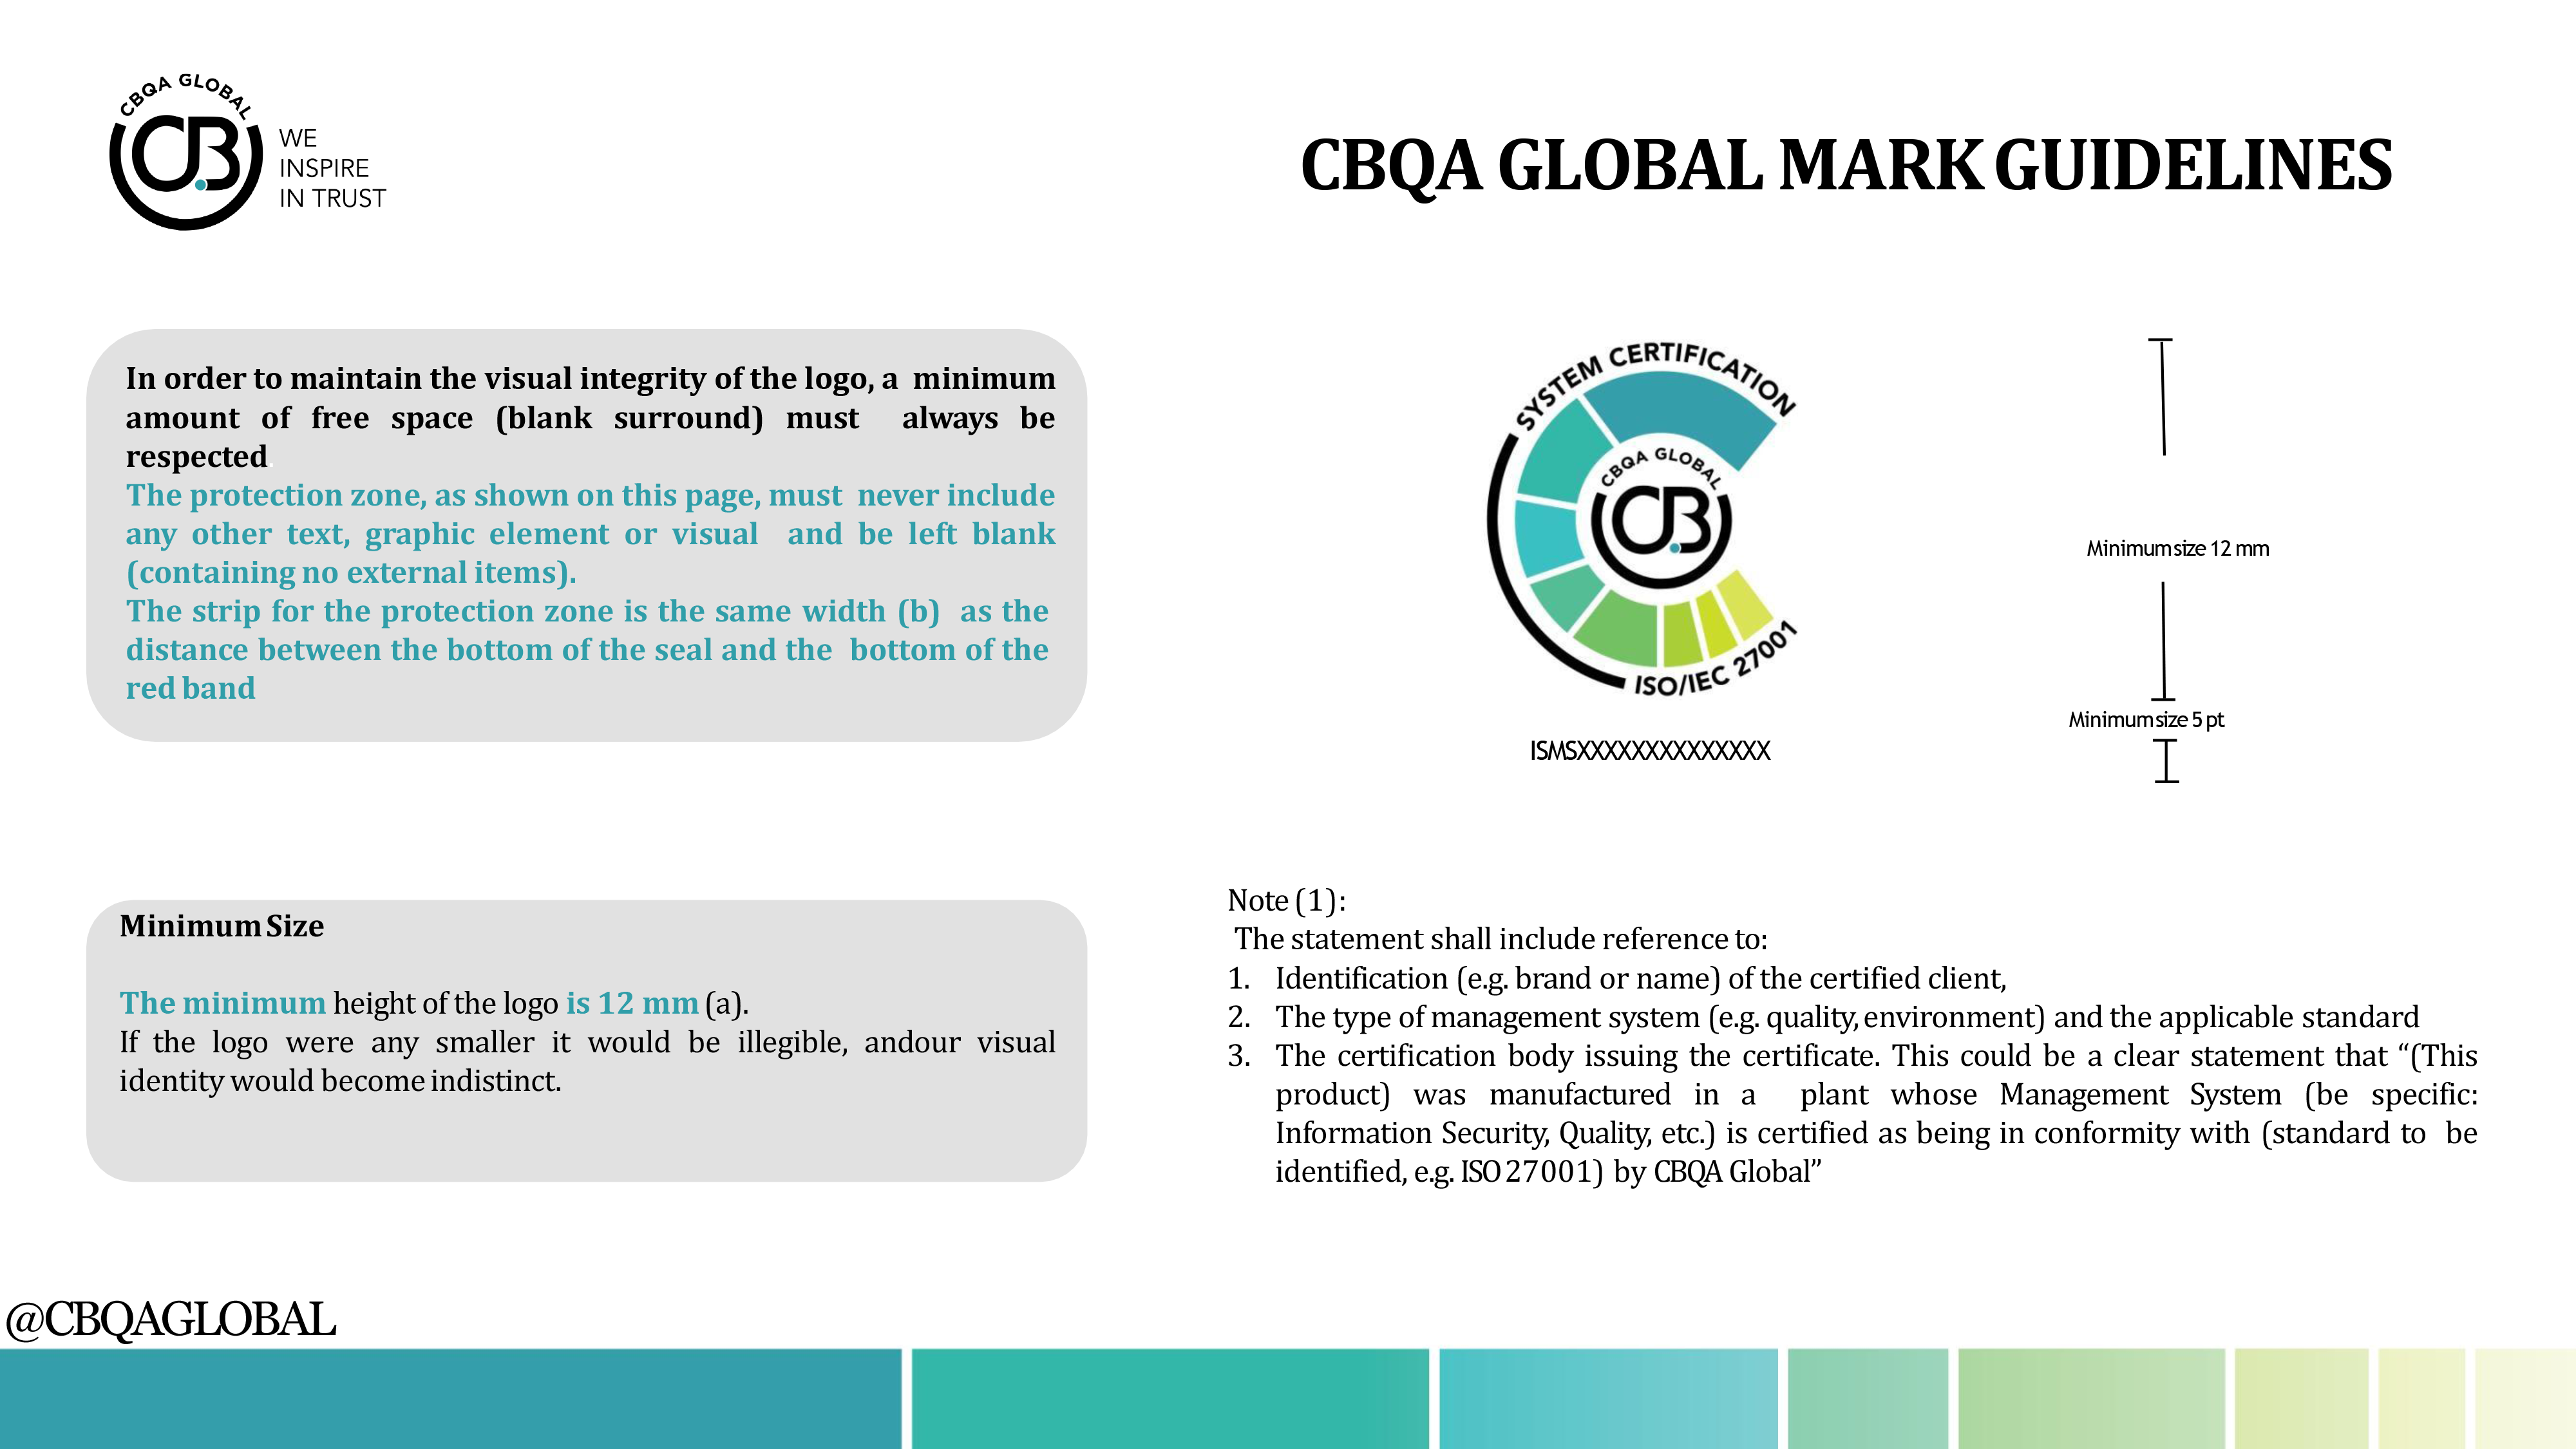 CBQA GLOBAL
CB
WE
INSPIRE
IN TRUST
CBQA GLOBAL MARK GUIDELINES
In order to maintain the visual integrity of the logo, a minimum
amount of free space (blank surround) must always be
respected.
The protection zone, as shown on this page, must never include
any other text, graphic element or visual and be left blank
(containing no external items).
The strip for the protection zone is the same width (b) as the
distance between the bottom of the seal and the bottom of the
red band
SYSTEM CERTIFICATION
CBQA GLOBAL
CB
ISO/IEC 27001
ISMSXXXXXXXXXXXXXX
Minimum size 12 mm
Minimum size 5 pt
Minimum Size
The minimum height of the logo is 12 mm (a).
If the logo were any smaller it would be illegible, andour visual
identity would become indistinct.
Note (1):
The statement shall include reference to:
1. Identification (e.g. brand or name) of the certified client,
2. The type of management system (e.g. quality, environment) and the applicable standard
3. The certification body issuing the certificate. This could be a clear statement that “(This
product) was manufactured in a plant whose Management System (be specific:
Information Security, Quality, etc.) is certified as being in conformity with (standard to be
identified, e.g. ISO 27001) by CBQA Global”
@CBQAGLOBAL